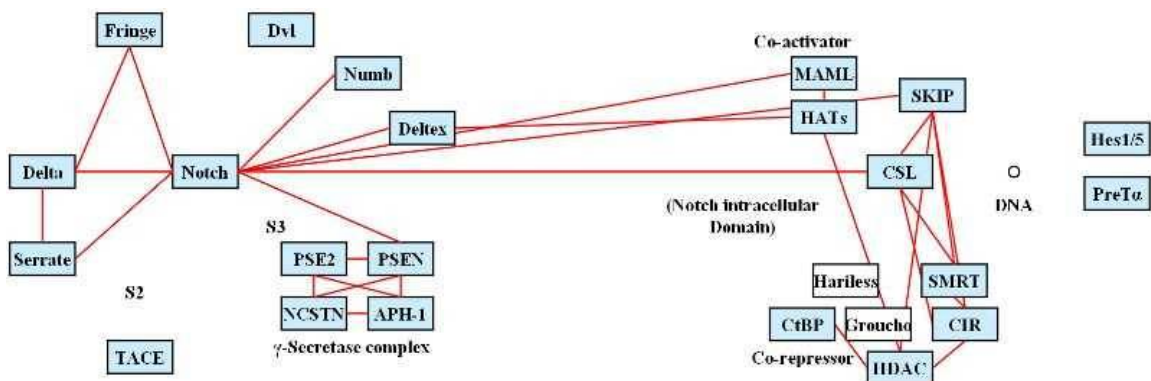 Fringe
Dvl
Numb
Co-activator
MAML
SKIP
Deltex
HATs
Hes1/5
Delta
Notch
CSL
DNA
PreTα
(Notch intracellular
Domain)
S3
Serrate
PSE2
PSEN
Hariless
SMRT
S2
NCSTN
APH-1
CtBP
Groucho
CIR
γ-Secretase complex
TACE
Co-repressor
HDAC